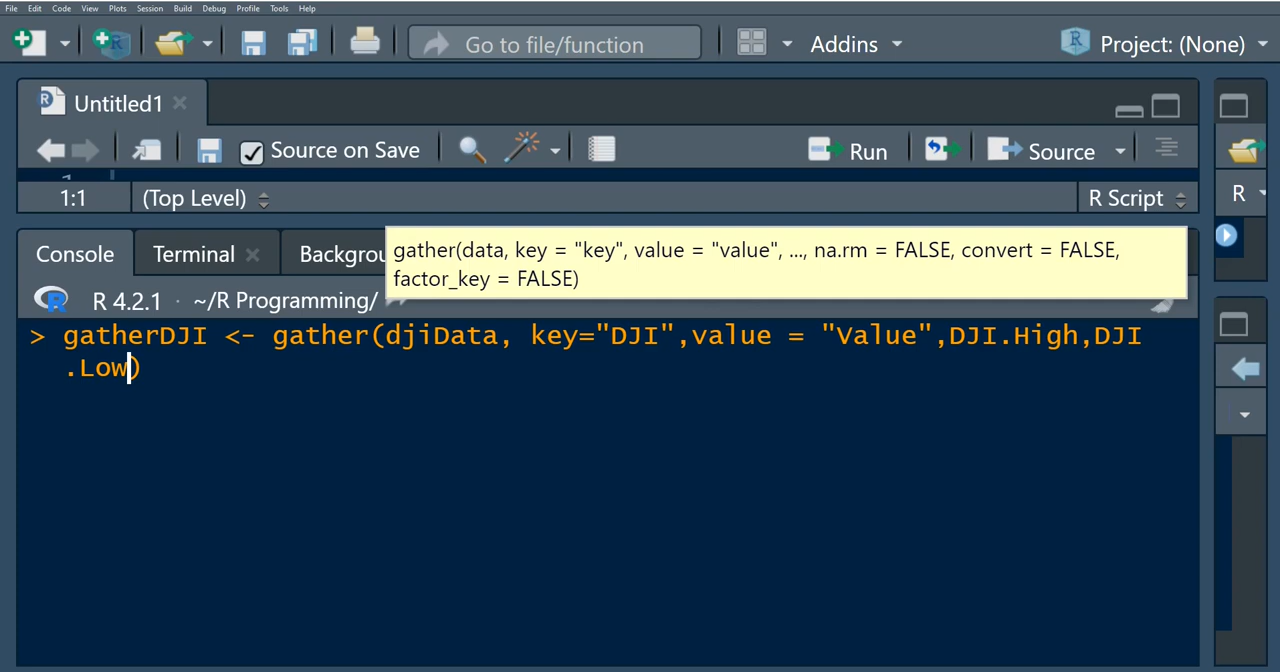 File Edit Code View Plots Session Build Debug Profile Tools Help
Go to file/function Addins Project: (None)
Untitled1
Source on Save Run Source
1:1 (Top Level) R Script R
Console Terminal Backgrou
gather(data, key = "key", value = "value", ..., na.rm = FALSE, convert = FALSE,
factor_key = FALSE)
R 4.2.1 · ~/R Programming/
> gatherDJI <- gather(djiData, key="DJI",value = "Value",DJI.High,DJI
.Low)